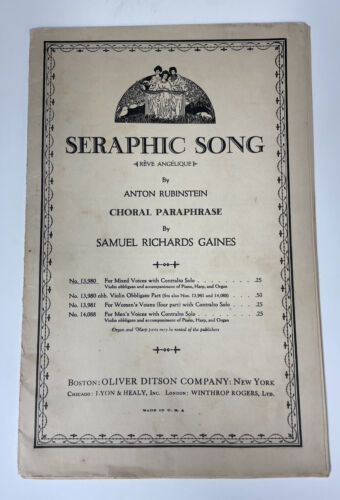 SERAPHIC SONG
(RÊVE ANGÉLIQUE)
By
ANTON RUBINSTEIN
CHORAL PARAPHRASE
By
SAMUEL RICHARDS GAINES
No. 13,980 For Mixed Voices with Contralto Solo . . . . . . . . . .25
Violin obbligato and accompaniment of Piano, Harp, and Organ
No. 13,980 obb. Violin Obbligato Part (for also Nos. 13,981 and 14,088) . . .50
No. 13,981 For Women's Voices (four part) with Contralto Solo . . . . .25
No. 14,088 For Men's Voices with Contralto Solo . . . . . . . . . .25
Violin obbligato and accompaniment of Piano, Harp, and Organ
Organ and Harp parts may be rented of the publishers
BOSTON: OLIVER DITSON COMPANY: NEW YORK
CHICAGO: LYON & HEALY, INC. LONDON: WINTHROP ROGERS, LTD.
MADE IN U. S. A.